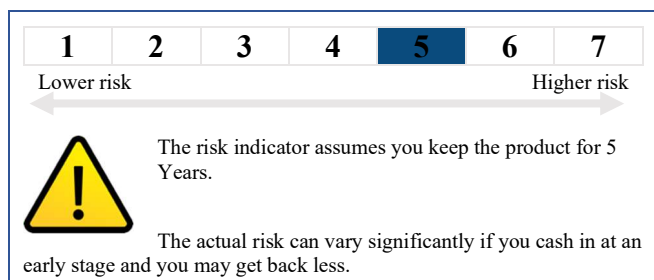 1 2 3 4 5 6 7
Lower risk Higher risk
The risk indicator assumes you keep the product for 5
Years.
The actual risk can vary significantly if you cash in at an
early stage and you may get back less.